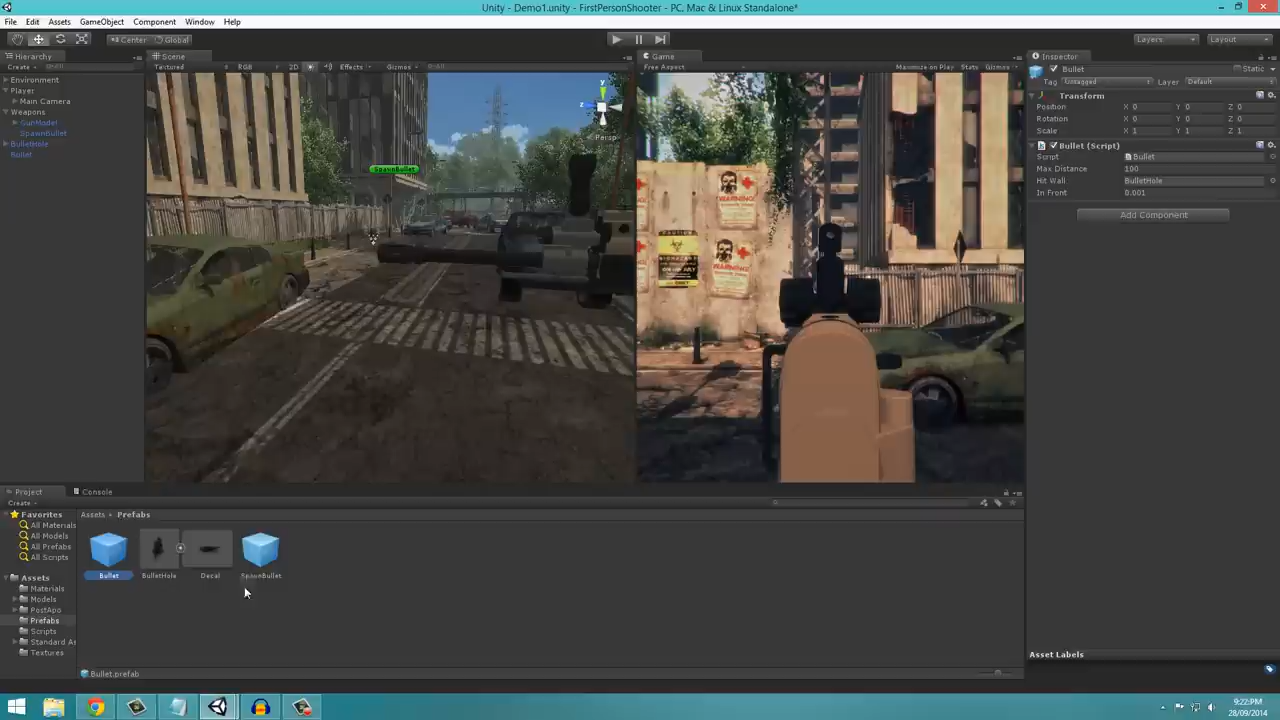 Unity - Demo1.unity - FirstPersonShooter - PC, Mac & Linux Standalone*
File Edit Assets GameObject Component Window Help
Center Global
Layers Layout
Hierarchy
Create
Environment
Player
Main Camera
Weapons
GunModel
SpawnBullet
BulletHole
Bullet
Scene
Textured RGB 2D Effects Gizmos
y
z
Persp
SpawnBullet
Game
Free Aspect Maximize on Play Stats Gizmos
WARNING
CAUTION
Inspector
Bullet Static
Tag Untagged Layer Default
Transform
Position X 0 Y 0 Z 0
Rotation X 0 Y 0 Z 0
Scale X 1 Y 1 Z 1
Bullet (Script)
Script Bullet
Max Distance 100
Hit Wall BulletHole
In Front 0.001
Add Component
Asset Labels
Project Console
Create
Favorites
All Materials
All Models
All Prefabs
All Scripts
Assets
Materials
Models
PostApo
Prefabs
Scripts
Standard As
Textures
Assets Prefabs
Bullet BulletHole Decal SpawnBullet
Bullet.prefab
9:22 PM
28/09/2014